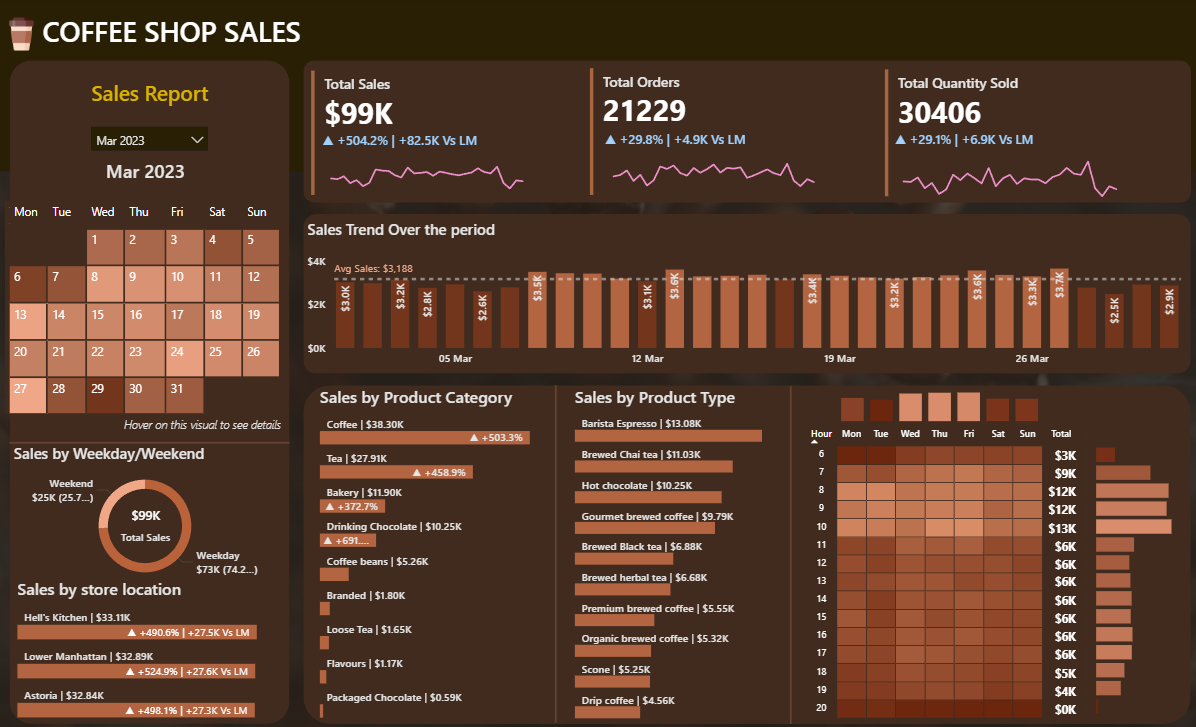 COFFEE SHOP SALES
Sales Report
Mar 2023
Mar 2023
Mon Tue Wed Thu Fri Sat Sun
1 2 3 4 5
6 7 8 9 10 11 12
13 14 15 16 17 18 19
20 21 22 23 24 25 26
27 28 29 30 31
Hover on this visual to see details
Sales by Weekday/Weekend
Weekend
$25K (25.7...)
$99K
Total Sales
Weekday
$73K (74.2...)
Sales by store location
Hell's Kitchen | $33.11K
+490.6% | +27.5K Vs LM
Lower Manhattan | $32.89K
+524.9% | +27.6K Vs LM
Astoria | $32.84K
+498.1% | +27.3K Vs LM
Total Sales
$99K
+504.2% | +82.5K Vs LM
Total Orders
21229
+29.8% | +4.9K Vs LM
Total Quantity Sold
30406
+29.1% | +6.9K Vs LM
Sales Trend Over the period
$4K
$2K
$0K
Avg Sales: $3,188
$3.0K $3.2K $2.8K $2.6K $3.5K $3.1K $3.6K $3.4K $3.2K $3.6K $3.3K $3.7K $2.5K $2.9K
05 Mar 12 Mar 19 Mar 26 Mar
Sales by Product Category
Coffee | $38.30K
+503.3%
Tea | $27.91K
+458.9%
Bakery | $11.90K
+372.7%
Drinking Chocolate | $10.25K
+691....
Coffee beans | $5.26K
Branded | $1.80K
Loose Tea | $1.65K
Flavours | $1.17K
Packaged Chocolate | $0.59K
Sales by Product Type
Barista Espresso | $13.08K
Brewed Chai tea | $11.03K
Hot chocolate | $10.25K
Gourmet brewed coffee | $9.79K
Brewed Black tea | $6.88K
Brewed herbal tea | $6.68K
Premium brewed coffee | $5.55K
Organic brewed coffee | $5.32K
Scone | $5.25K
Drip coffee | $4.56K
Hour Mon Tue Wed Thu Fri Sat Sun Total
6 $3K
7 $9K
8 $12K
9 $12K
10 $13K
11 $6K
12 $6K
13 $6K
14 $6K
15 $6K
16 $6K
17 $6K
18 $5K
19 $4K
20 $0K